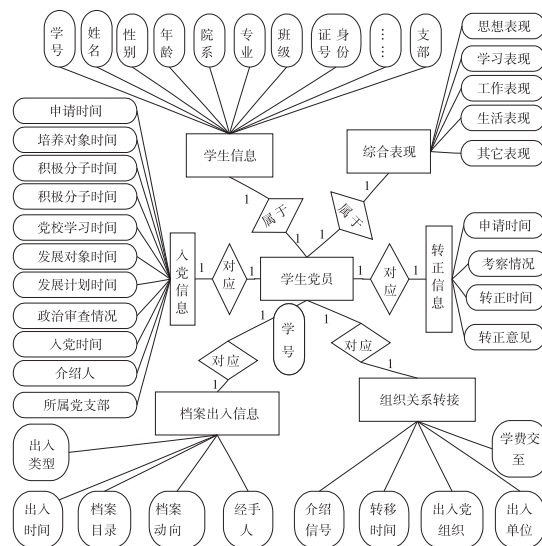 学号
姓名
性别
年龄
院系
专业
班级
身份
证号
……
支部
思想表现
学习表现
工作表现
生活表现
其它表现
学生信息
综合表现
申请时间
培养对象时间
积极分子时间
积极分子时间
党校学习时间
发展对象时间
发展计划时间
政治审查情况
入党时间
介绍人
所属党支部
1
1
属于
1
1
属于
入党信息
1
对应
1
学生党员
1
对应
1
转正信息
申请时间
考察情况
转正时间
转正意见
学号
1
对应
1
1
对应
1
档案出入信息
组织关系转接
出入
类型
出入
时间
档案
目录
档案
动向
经手
人
介绍
信号
转移
时间
出入党
组织
出入
单位
学费交
至